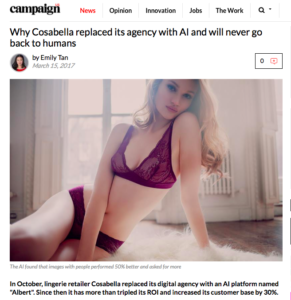 campaign
News Opinion Innovation Jobs The Work
Why Cosabella replaced its agency with AI and will never go
back to humans
by Emily Tan
March 15, 2017
0
The AI found that images with people performed 50% better and asked for more
In October, lingerie retailer Cosabella replaced its digital agency with an AI platform named
"Albert". Since then it has more than tripled its ROI and increased its customer base by 30%.